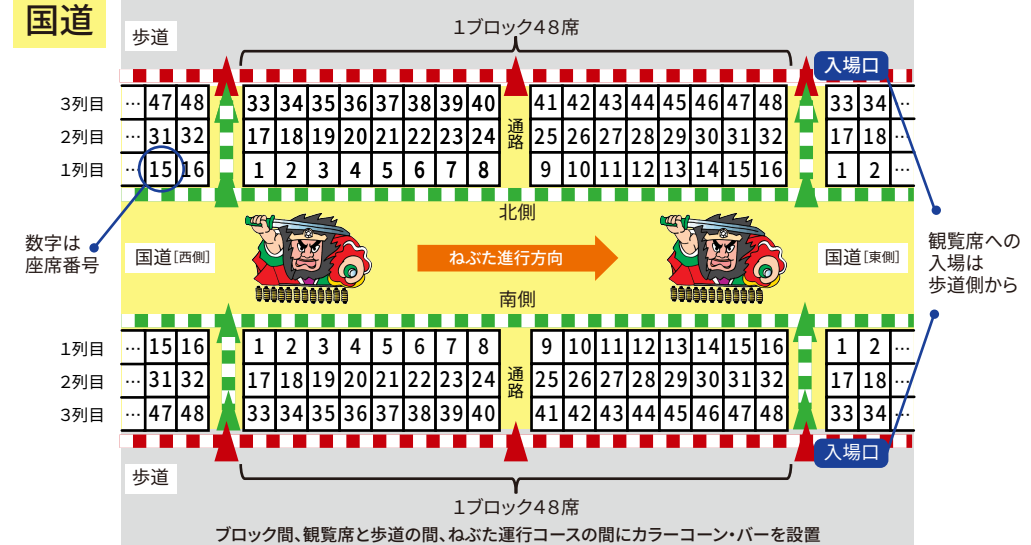 国道
歩道
1ブロック48席
入場口
3列目 …47 48 33 34 35 36 37 38 39 40 41 42 43 44 45 46 47 48 33 34 …
2列目 …31 32 17 18 19 20 21 22 23 24 通路 25 26 27 28 29 30 31 32 17 18 …
1列目 …15 16 1 2 3 4 5 6 7 8 9 10 11 12 13 14 15 16 1 2 …
北側
数字は
座席番号
国道[西側]
ねぶた進行方向
国道[東側]
観覧席への
入場は
歩道側から
南側
1列目 …15 16 1 2 3 4 5 6 7 8 9 10 11 12 13 14 15 16 1 2 …
2列目 …31 32 17 18 19 20 21 22 23 24 通路 25 26 27 28 29 30 31 32 17 18 …
3列目 …47 48 33 34 35 36 37 38 39 40 41 42 43 44 45 46 47 48 33 34 …
入場口
歩道
1ブロック48席
ブロック間、観覧席と歩道の間、ねぶた運行コースの間にカラーコーン・バーを設置